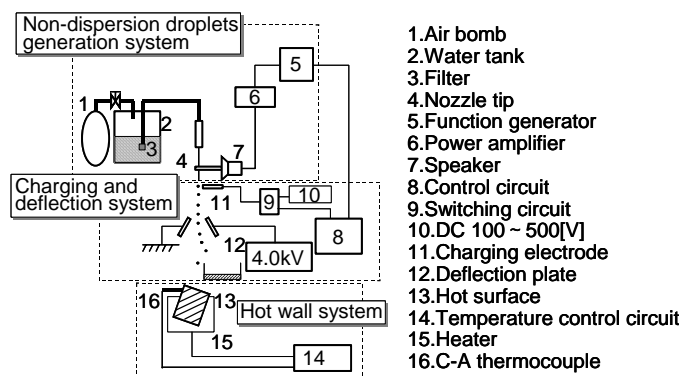 Non-dispersion droplets
generation system
1
2
3
4
5
6
7
Charging and
deflection system
11
9
10
8
12
4.0kV
16
13
Hot wall system
15
14
1.Air bomb
2.Water tank
3.Filter
4.Nozzle tip
5.Function generator
6.Power amplifier
7.Speaker
8.Control circuit
9.Switching circuit
10.DC 100 ~ 500[V]
11.Charging electrode
12.Deflection plate
13.Hot surface
14.Temperature control circuit
15.Heater
16.C-A thermocouple